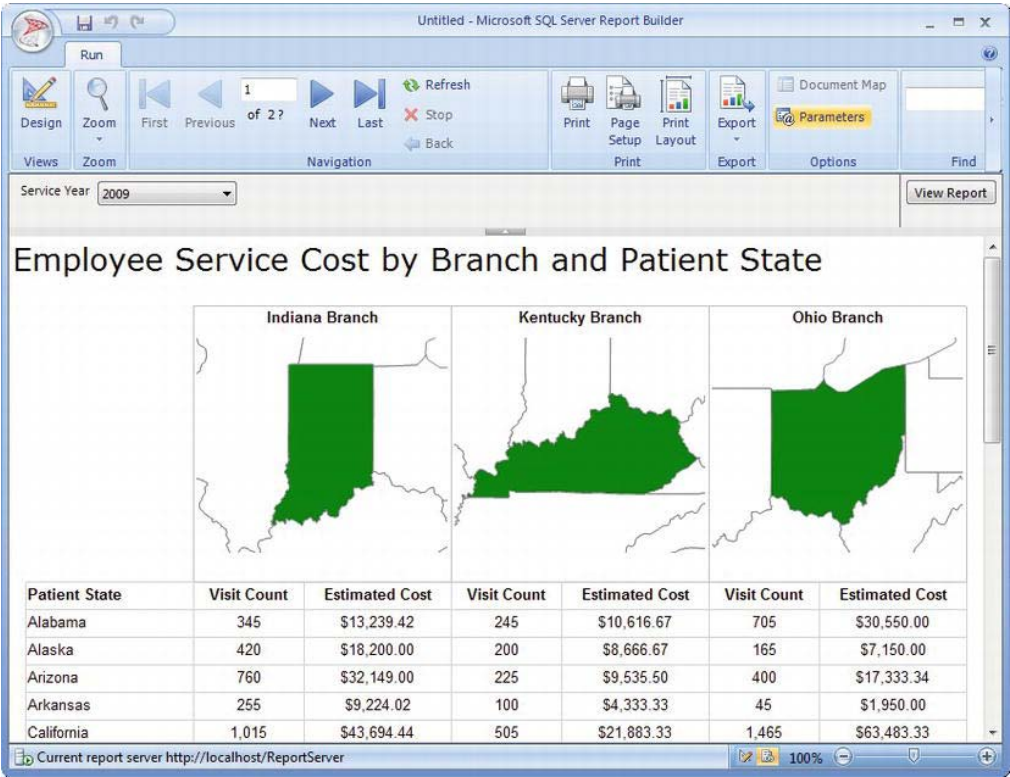 Untitled - Microsoft SQL Server Report Builder
Run
Design
Zoom
First
Previous
1
of 2?
Next
Last
Refresh
Stop
Back
Print
Page Setup
Print Layout
Export
Document Map
Parameters
Views
Zoom
Navigation
Print
Export
Options
Find
Service Year 2009
View Report
Employee Service Cost by Branch and Patient State
Indiana Branch Kentucky Branch Ohio Branch
Patient State Visit Count Estimated Cost Visit Count Estimated Cost Visit Count Estimated Cost
Alabama 345 $13,239.42 245 $10,616.67 705 $30,550.00
Alaska 420 $18,200.00 200 $8,666.67 165 $7,150.00
Arizona 760 $32,149.00 225 $9,535.50 400 $17,333.34
Arkansas 255 $9,224.02 100 $4,333.33 45 $1,950.00
California 1,015 $43,694.44 505 $21,883.33 1,465 $63,483.33
Current report server http://localhost/ReportServer
100%